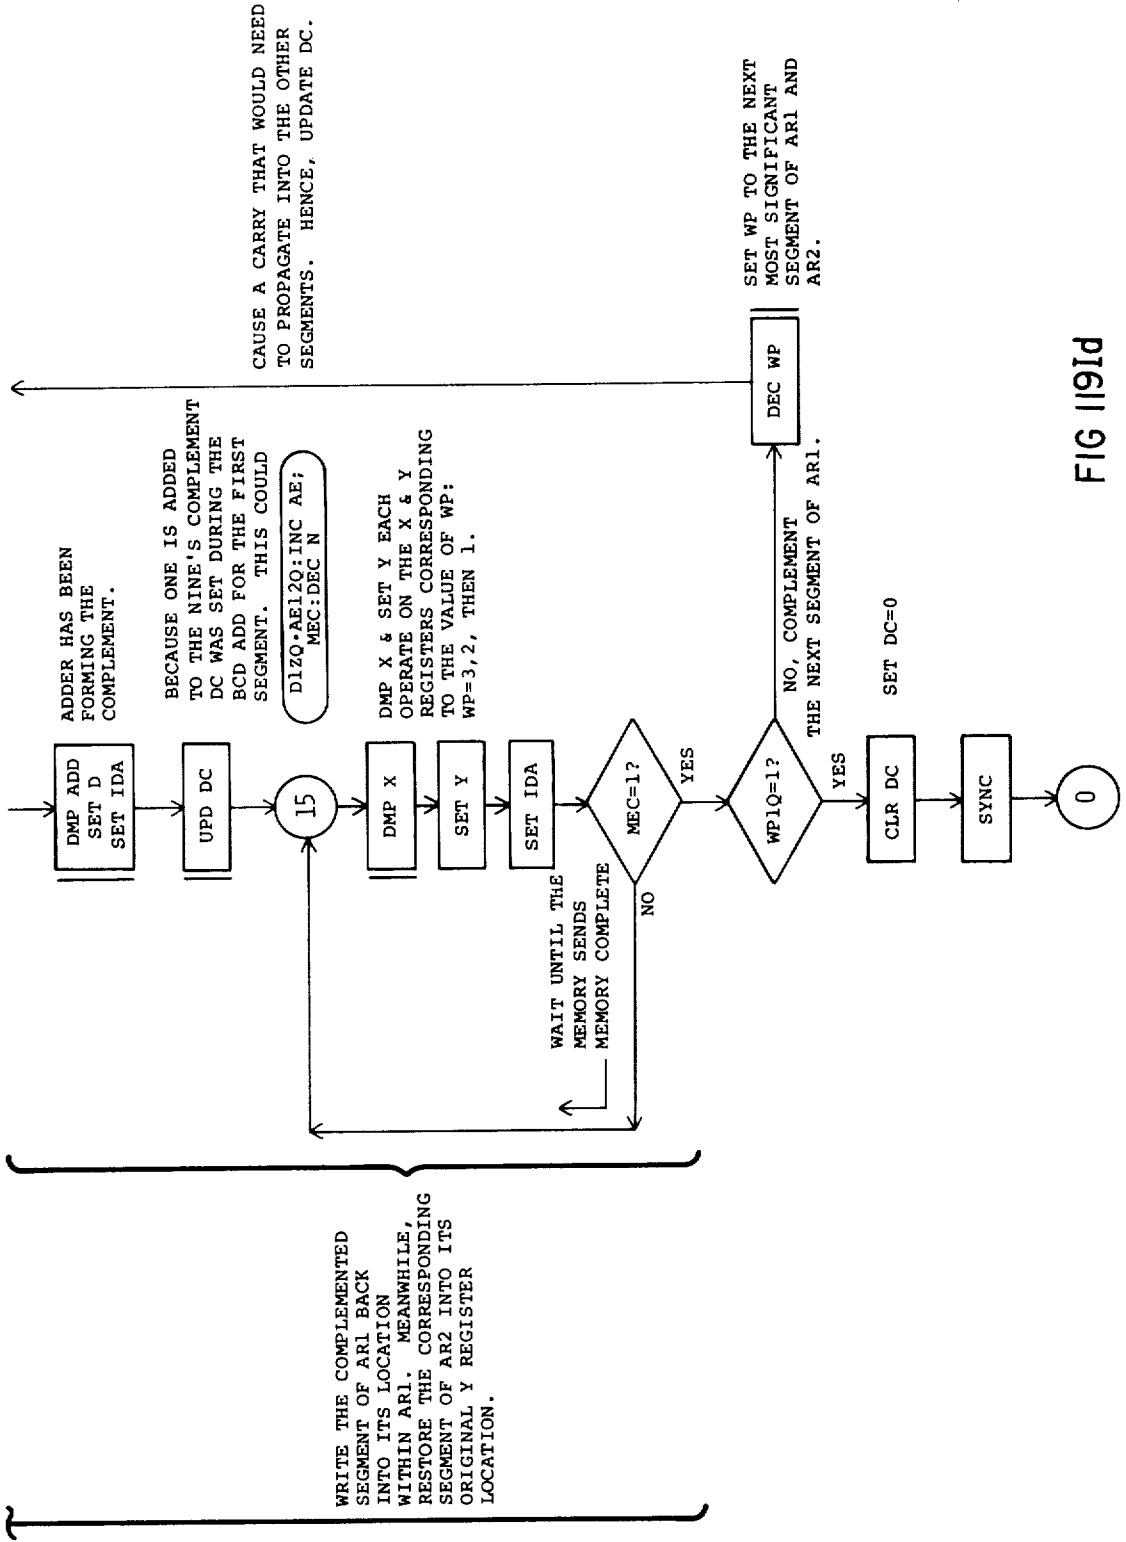 DMP ADD
SET D
SET IDA
ADDER HAS BEEN
FORMING THE
COMPLEMENT.
UPD DC
BECAUSE ONE IS ADDED
TO THE NINE'S COMPLEMENT
DC WAS SET DURING THE
BCD ADD FOR THE FIRST
SEGMENT. THIS COULD
CAUSE A CARRY THAT WOULD NEED
TO PROPAGATE INTO THE OTHER
SEGMENTS. HENCE, UPDATE DC.
15
D1ZQ•AE12Q:INC AE;
MEC:DEC N
DMP X
SET Y
SET IDA
DMP X & SET Y EACH
OPERATE ON THE X & Y
REGISTERS CORRESPONDING
TO THE VALUE OF WP:
WP=3,2, THEN 1.
WRITE THE COMPLEMENTED
SEGMENT OF AR1 BACK
INTO ITS LOCATION
WITHIN AR1. MEANWHILE,
RESTORE THE CORRESPONDING
SEGMENT OF AR2 INTO ITS
ORIGINAL Y REGISTER
LOCATION.
WAIT UNTIL THE
MEMORY SENDS
MEMORY COMPLETE
MEC=1?
NO
YES
WP1Q=1?
NO, COMPLEMENT
THE NEXT SEGMENT OF AR1.
DEC WP
SET WP TO THE NEXT
MOST SIGNIFICANT
SEGMENT OF AR1 AND
AR2.
YES
CLR DC
SET DC=0
SYNC
0
FIG 119Id